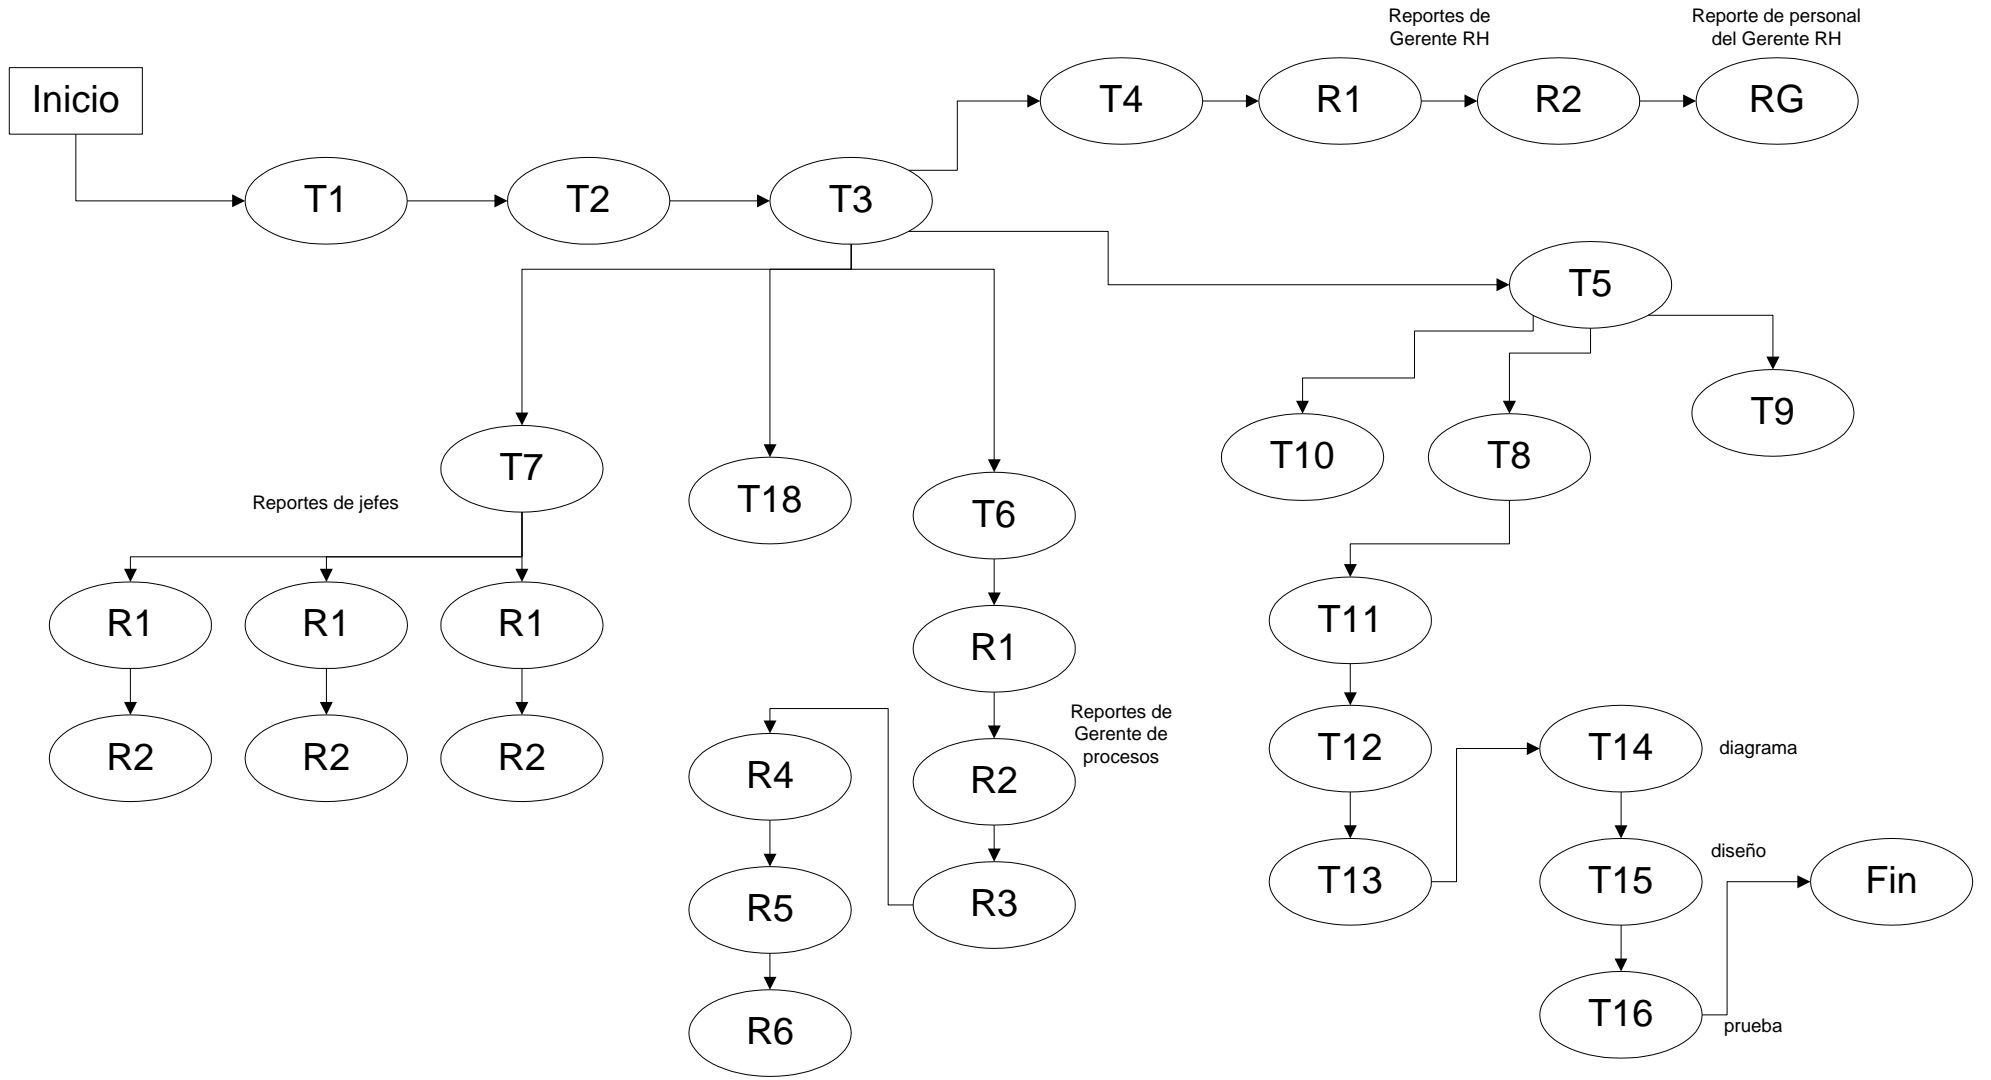 Reportes de
Gerente RH
Reporte de personal
del Gerente RH
Inicio
T4
R1
R2
RG
T1
T2
T3
T5
T9
T10
T8
T7
T18
T6
Reportes de jefes
R1
R1
R1
R2
R2
R2
R1
Reportes de
Gerente de
procesos
R2
R3
R4
R5
R6
T11
T12
T13
T14
diagrama
T15
diseño
T16
prueba
Fin